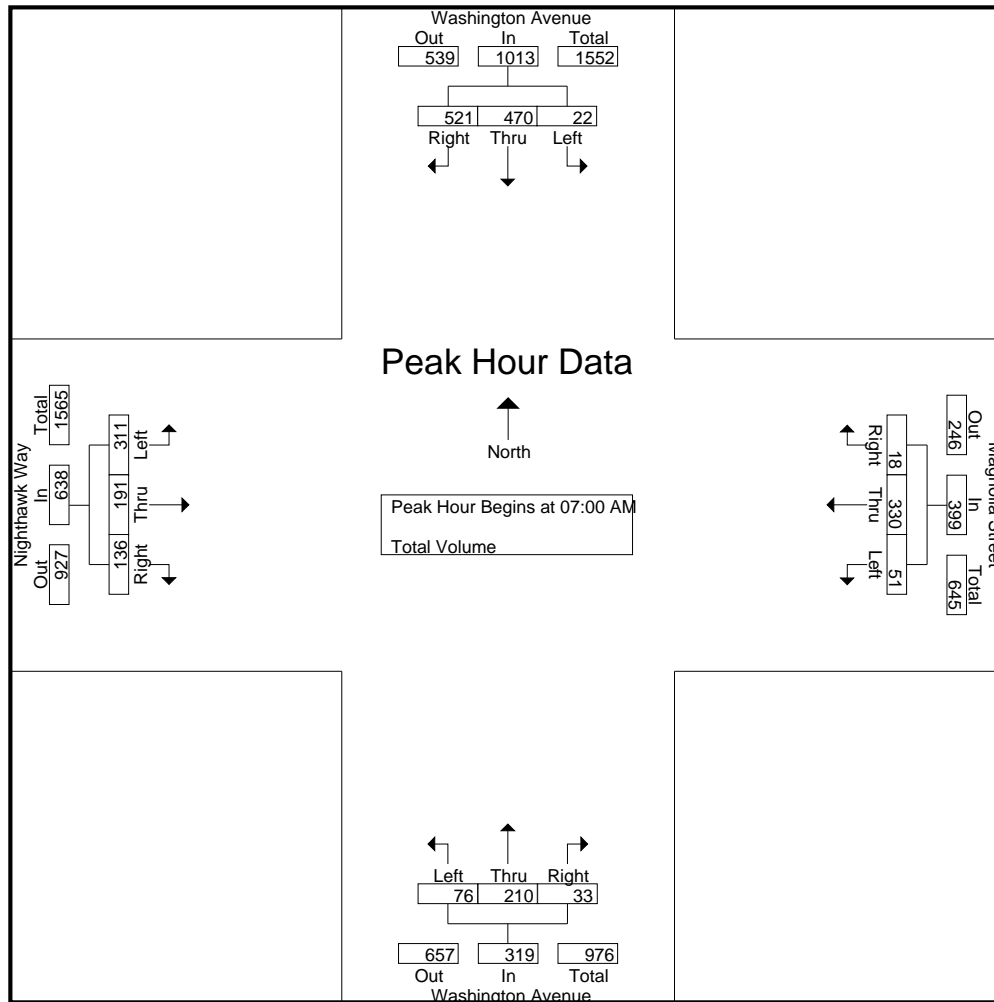 Washington Avenue
Out In Total
539 1013 1552
521 470 22
Right Thru Left
Peak Hour Data
North
Peak Hour Begins at 07:00 AM
Total Volume
Nighthawk Way
Total In Out
1565 638 927
311 191 136
Left Thru Right
Magnolia Street
Out In Total
246 399 645
18 330 51
Right Thru Left
Left Thru Right
76 210 33
657 319 976
Out In Total
Washington Avenue